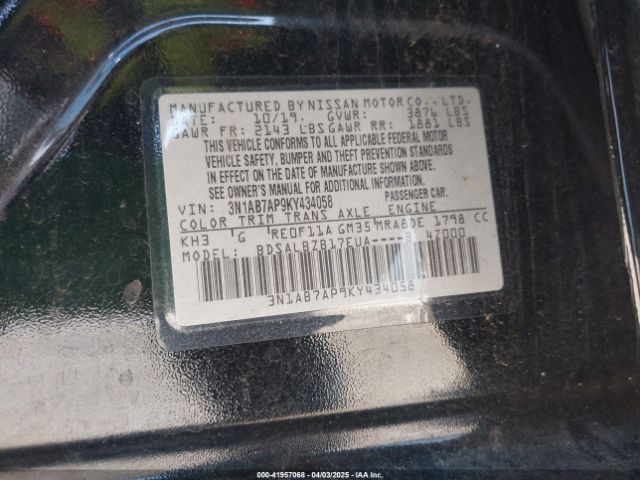 MANUFACTURED BY NISSAN MOTOR CO., LTD.
DATE: 10/19. GVWR: 3876 LBS
GAWR FR: 2143 LBS GAWR RR: 1881 LBS
THIS VEHICLE CONFORMS TO ALL APPLICABLE FEDERAL MOTOR
VEHICLE SAFETY, BUMPER AND THEFT PREVENTION STANDARDS
IN EFFECT ON THE DATE OF MANUFACTURE SHOWN ABOVE.
SEE OWNER'S MANUAL FOR ADDITIONAL INFORMATION.
VIN: 3N1AB7AP9KY434058 PASSENGER CAR.
COLOR TRIM TRANS AXLE, ENGINE
KH3 G RE0F11A GM35 MRA8DE 1798 CC
MODEL: BDSALBZB17EUA----B 47000
3N1AB7AP9KY434058
000-41957068 - 04/03/2025 - IAA Inc.